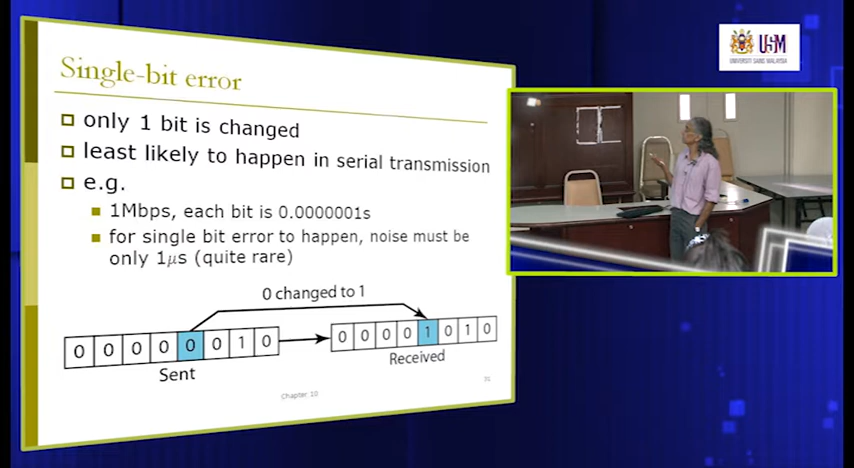 Single-bit error
only 1 bit is changed
least likely to happen in serial transmission
e.g.
1Mbps, each bit is 0.0000001s
for single bit error to happen, noise must be
only 1μs (quite rare)
0 changed to 1
0 0 0 0 0 0 1 0
0 0 0 0 1 0 1 0
Sent
Received
Chapter 10
USM
UNIVERSITI SAINS MALAYSIA